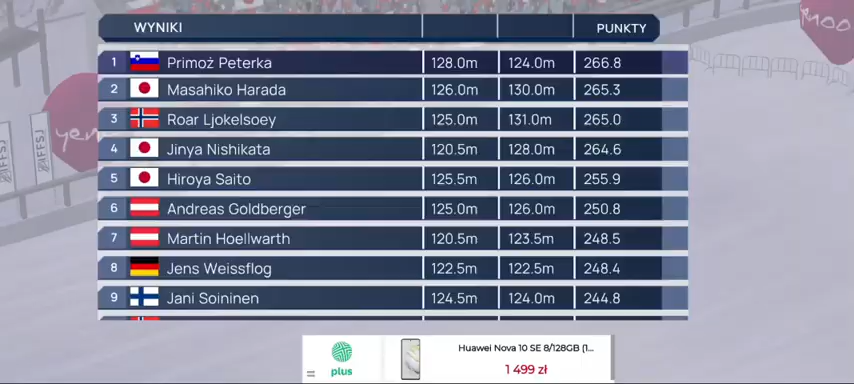 WYNIKI PUNKTY
1 Primož Peterka 128.0m 124.0m 266.8
2 Masahiko Harada 126.0m 130.0m 265.3
3 Roar Ljokelsoey 125.0m 131.0m 265.0
4 Jinya Nishikata 120.5m 128.0m 264.6
5 Hiroya Saito 125.5m 126.0m 255.9
6 Andreas Goldberger 125.0m 126.0m 250.8
7 Martin Hoellwarth 120.5m 123.5m 248.5
8 Jens Weissflog 122.5m 122.5m 248.4
9 Jani Soininen 124.5m 124.0m 244.8
FFSJ
FFSJ
plus
Huawei Nova 10 SE 8/128GB (1...
1 499 zł